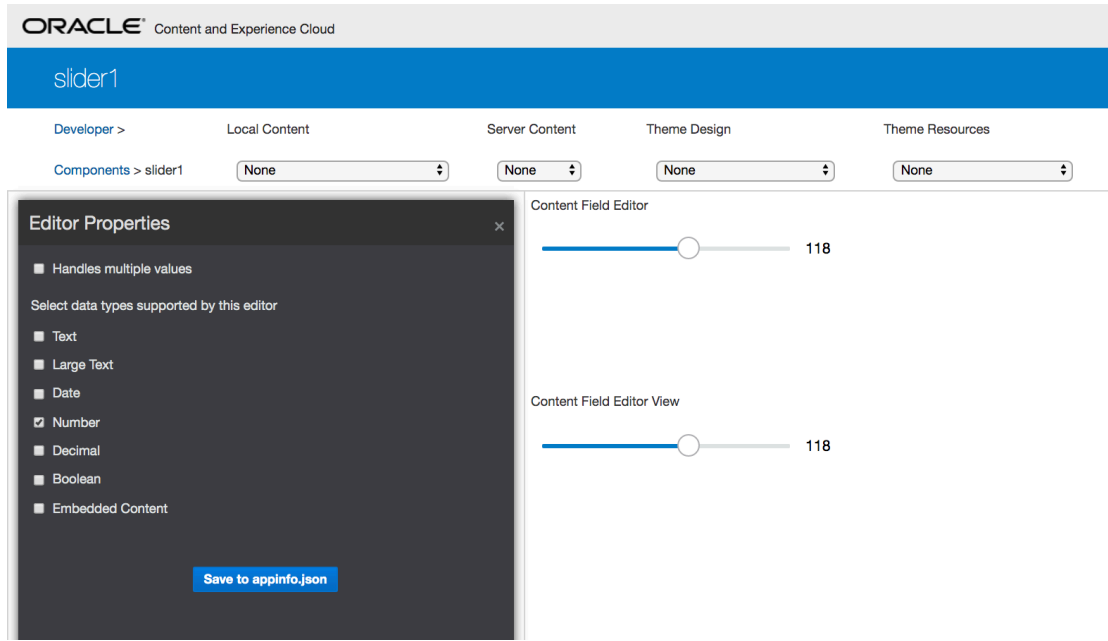 ORACLE® Content and Experience Cloud
slider1
Developer > Local Content Server Content Theme Design Theme Resources
Components > slider1 None None None None
Editor Properties ×
Handles multiple values
Select data types supported by this editor
Text
Large Text
Date
Number
Decimal
Boolean
Embedded Content
Save to appinfo.json
Content Field Editor
118
Content Field Editor View
118